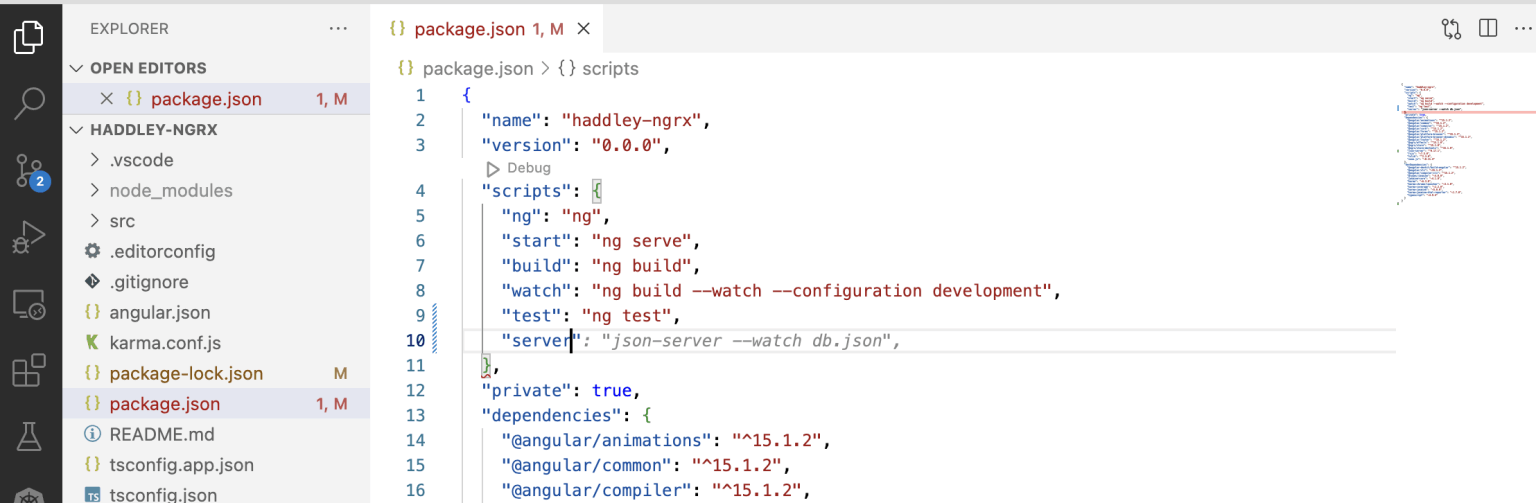 EXPLORER
OPEN EDITORS
package.json 1, M
HADDLEY-NGRX
.vscode
node_modules
src
.editorconfig
.gitignore
angular.json
karma.conf.js
package-lock.json M
package.json 1, M
README.md
tsconfig.app.json
tsconfig.json
2
{} package.json 1, M
{} package.json > {} scripts
1 {
2 "name": "haddley-ngrx",
3 "version": "0.0.0",
Debug
4 "scripts": {
5 "ng": "ng",
6 "start": "ng serve",
7 "build": "ng build",
8 "watch": "ng build --watch --configuration development",
9 "test": "ng test",
10 "server": "json-server --watch db.json",
11 },
12 "private": true,
13 "dependencies": {
14 "@angular/animations": "^15.1.2",
15 "@angular/common": "^15.1.2",
16 "@angular/compiler": "^15.1.2",